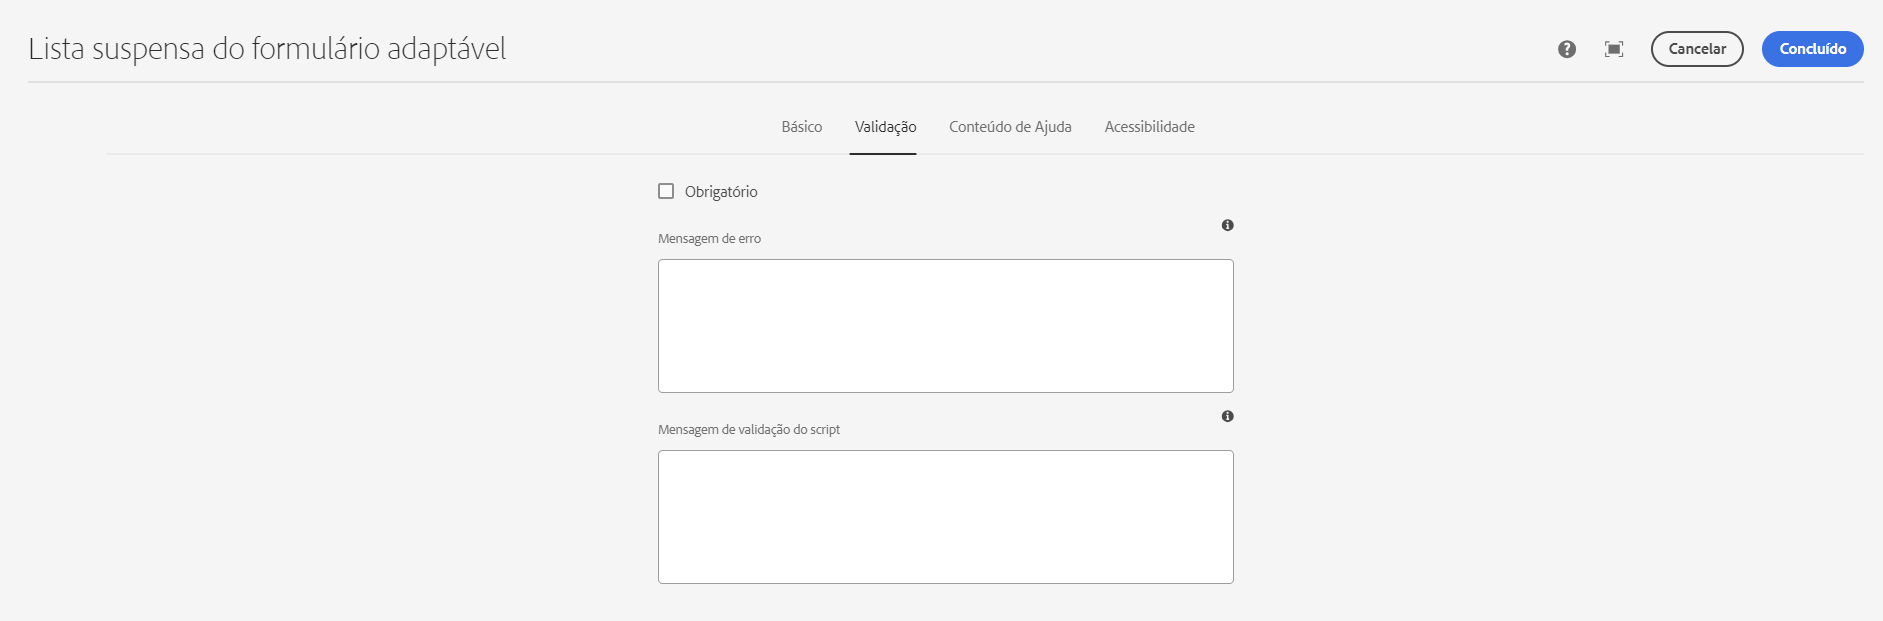 Lista suspensa do formulário adaptável
Cancelar
Concluído
Básico Validação Conteúdo de Ajuda Acessibilidade
Obrigatório
Mensagem de erro
Mensagem de validação do script